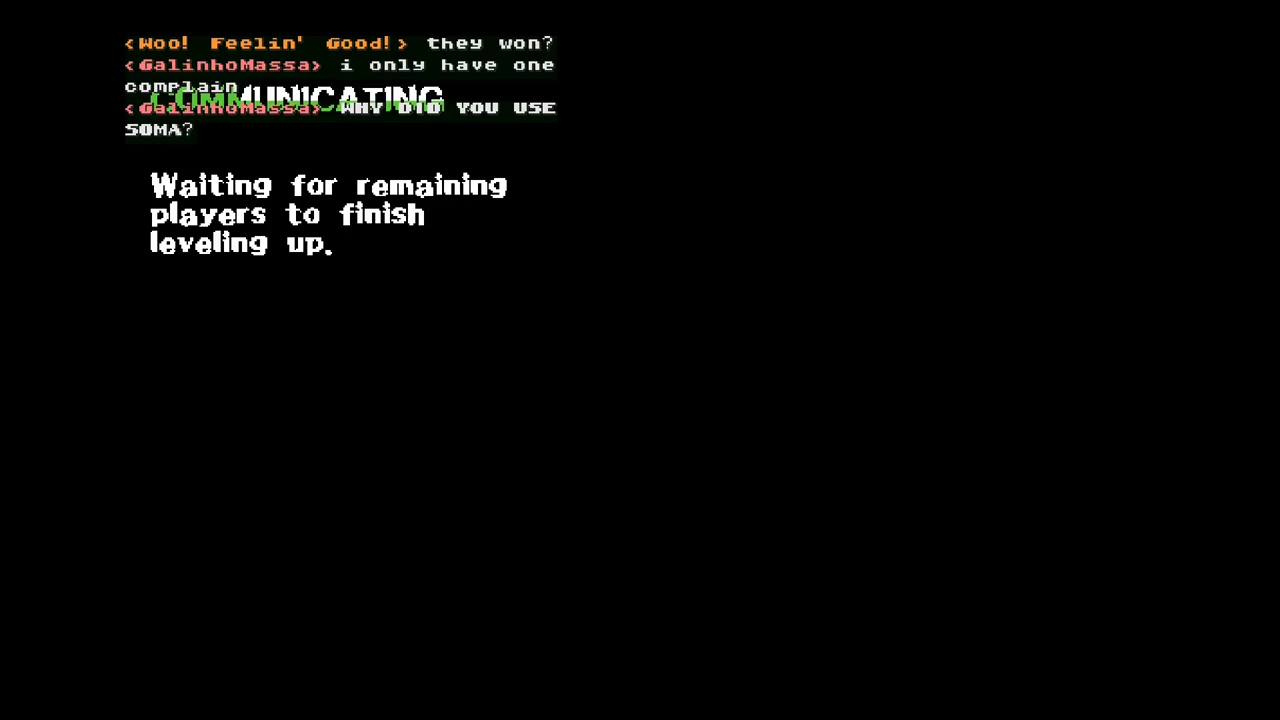 <Woo! Feelin' Good!> they won?
<GalinhoMassa> i only have one
complain
COMMUNICATING
<GalinhoMassa> WHY DID YOU USE
SOMA?
Waiting for remaining
players to finish
leveling up.